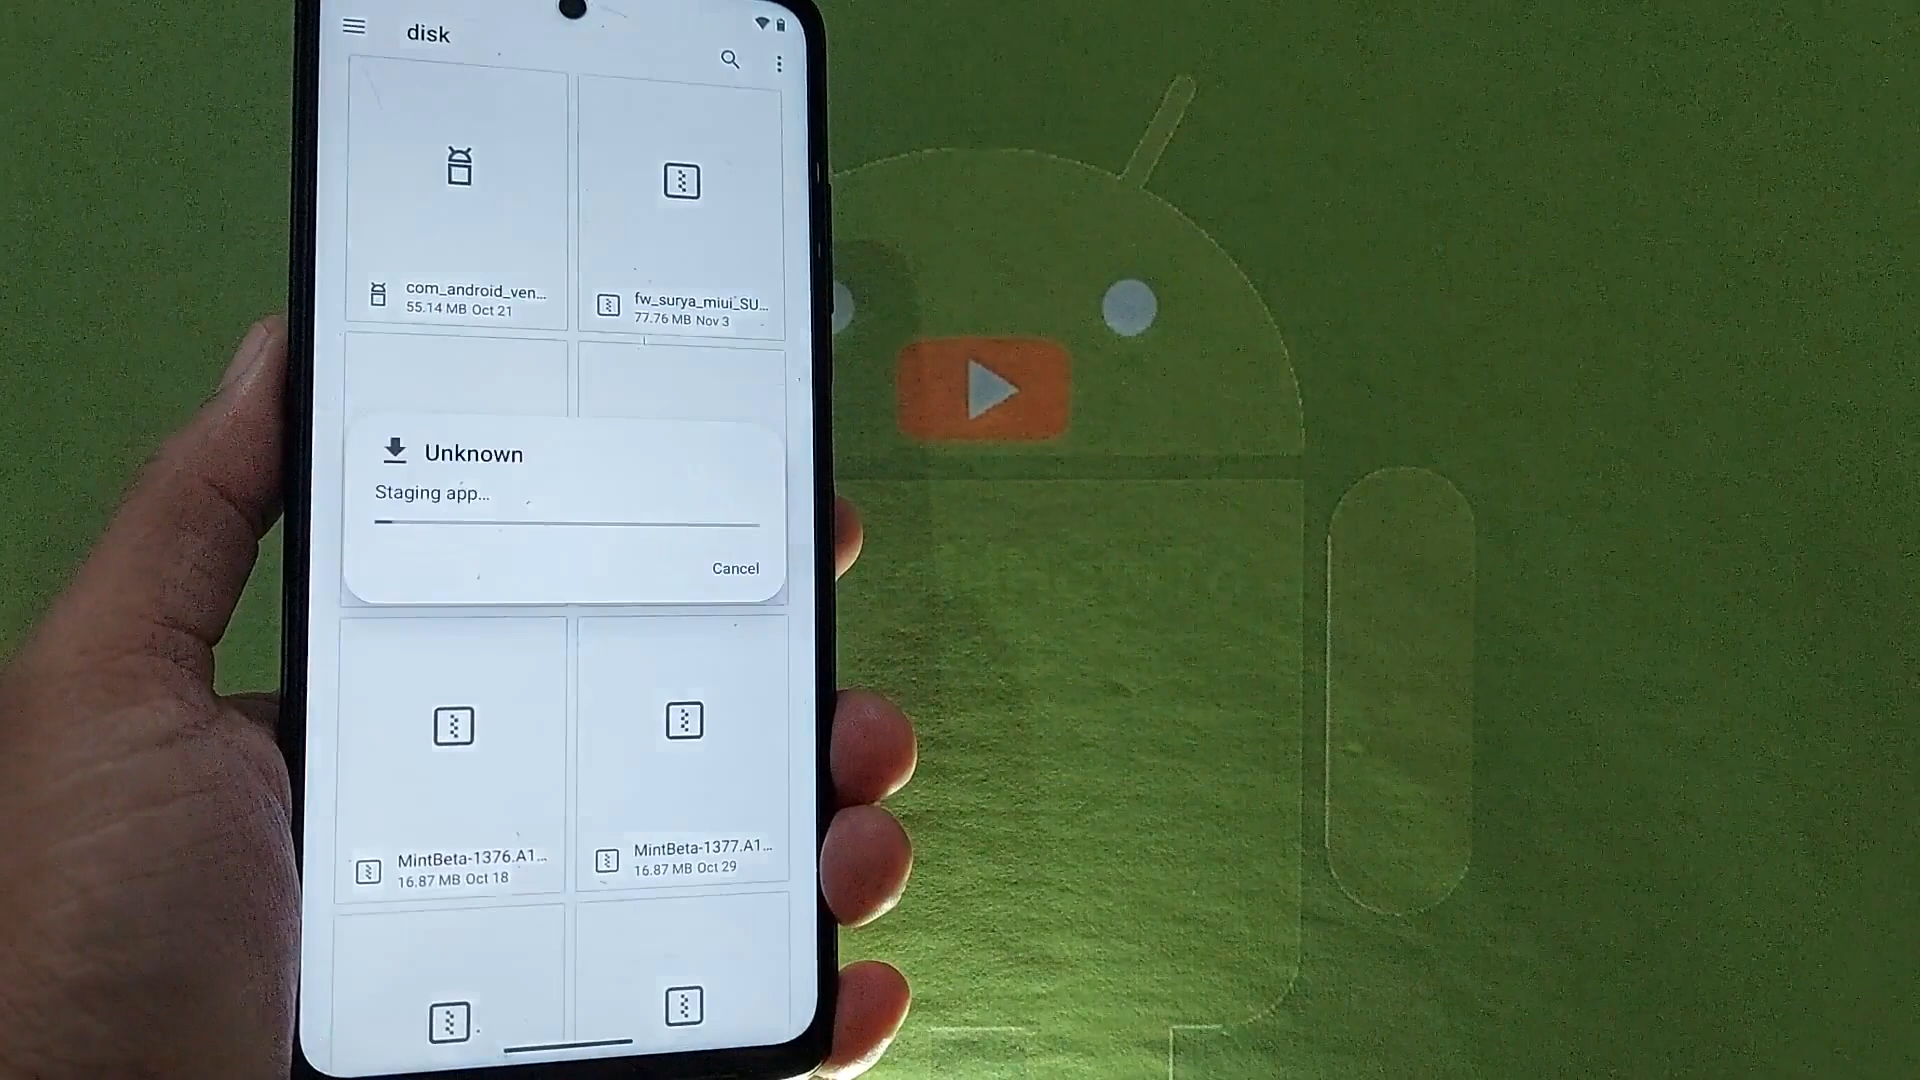 disk
com_android_ven...
55.14 MB Oct 21
fw_surya_miui_SU...
77.76 MB Nov 3
Unknown
Staging app...
Cancel
MintBeta-1376.A1...
16.87 MB Oct 18
MintBeta-1377.A1...
16.87 MB Oct 29